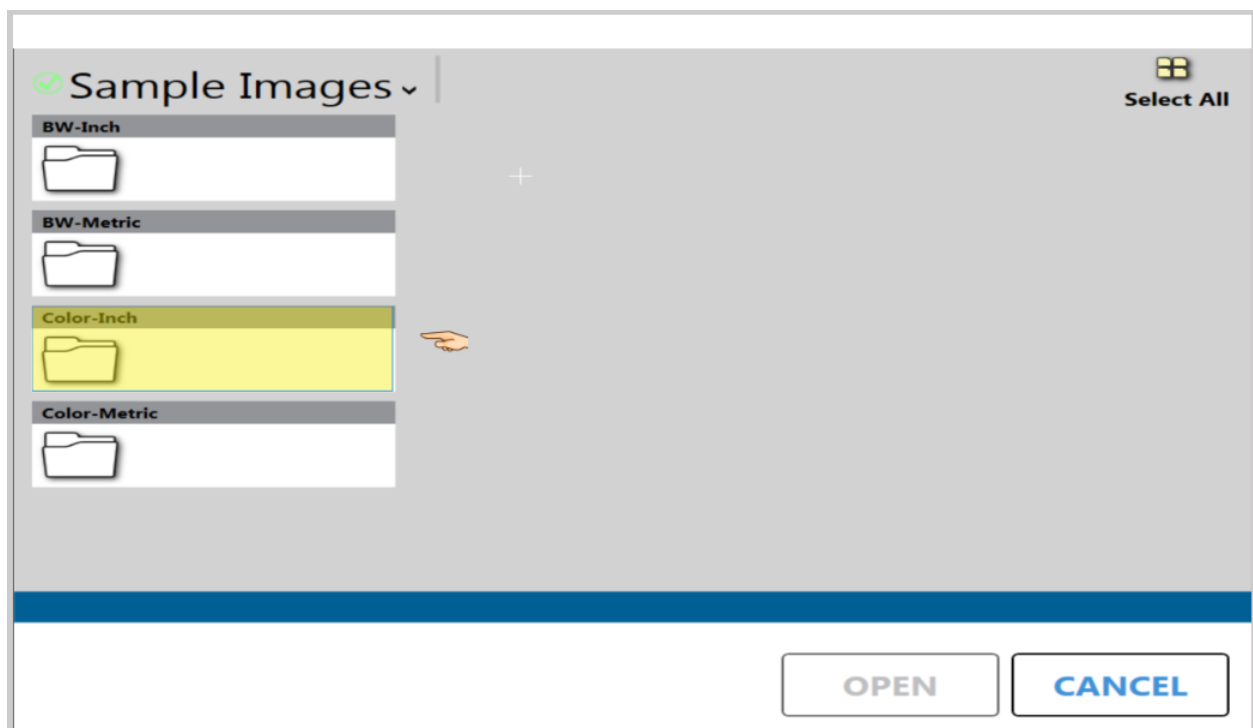 Sample Images
Select All
BW-Inch
BW-Metric
Color-Inch
Color-Metric
OPEN
CANCEL